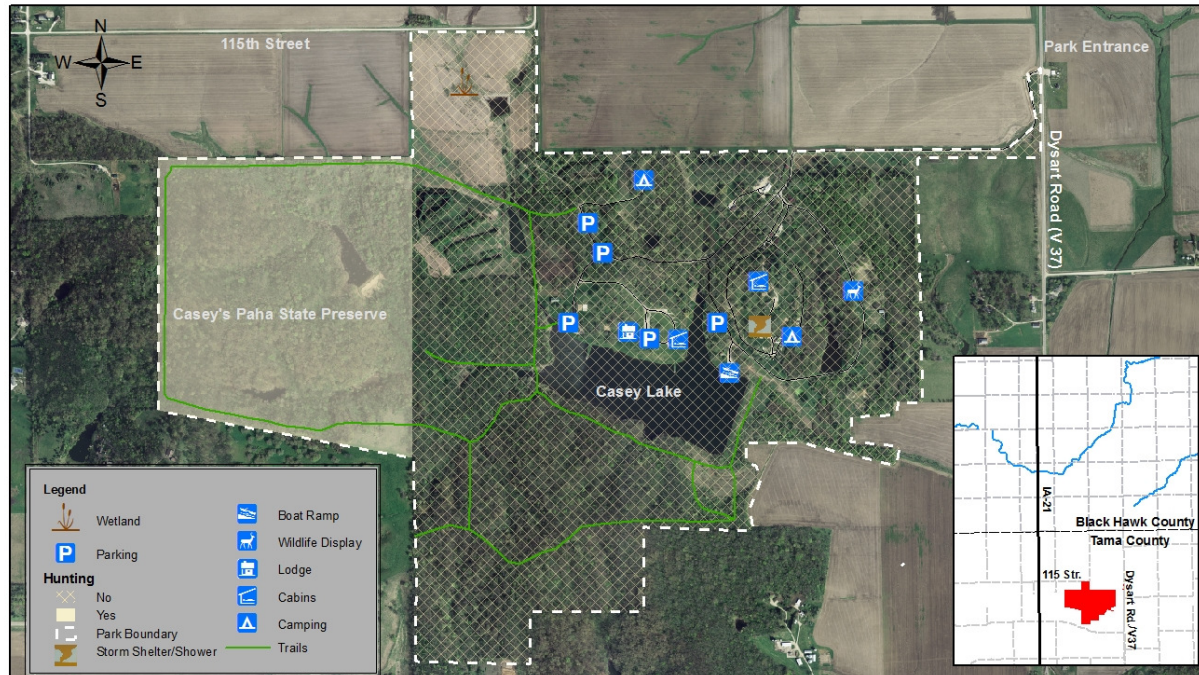 115th Street
Park Entrance
N
W
E
S
P
P
Dysart Road (V 37)
Casey's Paha State Preserve
P
P
P
Casey Lake
Legend
Wetland
P
Parking
Hunting
No
Yes
Park Boundary
Storm Shelter/Shower
Boat Ramp
Wildlife Display
Lodge
Cabins
Camping
Trails
IA-21
Black Hawk County
Tama County
115 Str.
Dysart Rd./V37